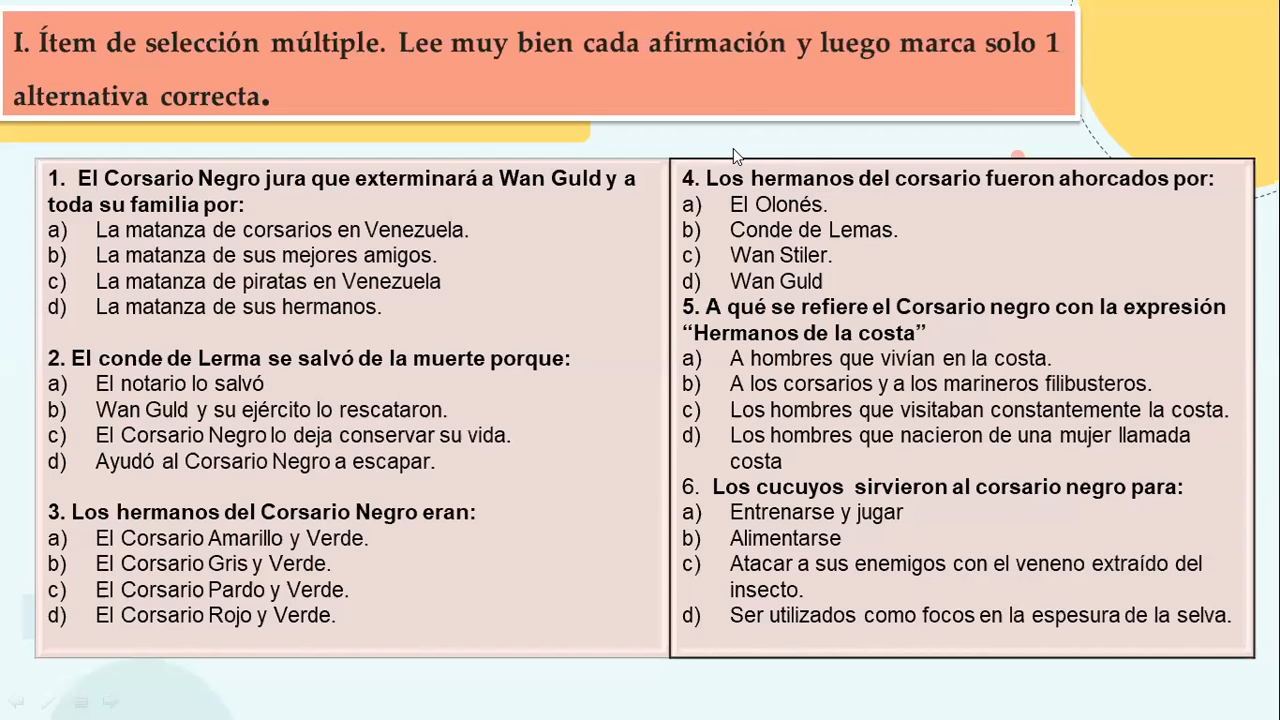 I. Ítem de selección múltiple. Lee muy bien cada afirmación y luego marca solo 1
alternativa correcta.
1. El Corsario Negro jura que exterminará a Wan Guld y a
toda su familia por:
a) La matanza de corsarios en Venezuela.
b) La matanza de sus mejores amigos.
c) La matanza de piratas en Venezuela
d) La matanza de sus hermanos.
2. El conde de Lerma se salvó de la muerte porque:
a) El notario lo salvó
b) Wan Guld y su ejército lo rescataron.
c) El Corsario Negro lo deja conservar su vida.
d) Ayudó al Corsario Negro a escapar.
3. Los hermanos del Corsario Negro eran:
a) El Corsario Amarillo y Verde.
b) El Corsario Gris y Verde.
c) El Corsario Pardo y Verde.
d) El Corsario Rojo y Verde.
4. Los hermanos del corsario fueron ahorcados por:
a) El Olonés.
b) Conde de Lemas.
c) Wan Stiler.
d) Wan Guld
5. A qué se refiere el Corsario negro con la expresión
“Hermanos de la costa”
a) A hombres que vivían en la costa.
b) A los corsarios y a los marineros filibusteros.
c) Los hombres que visitaban constantemente la costa.
d) Los hombres que nacieron de una mujer llamada
costa
6. Los cucuyos sirvieron al corsario negro para:
a) Entrenarse y jugar
b) Alimentarse
c) Atacar a sus enemigos con el veneno extraído del
insecto.
d) Ser utilizados como focos en la espesura de la selva.